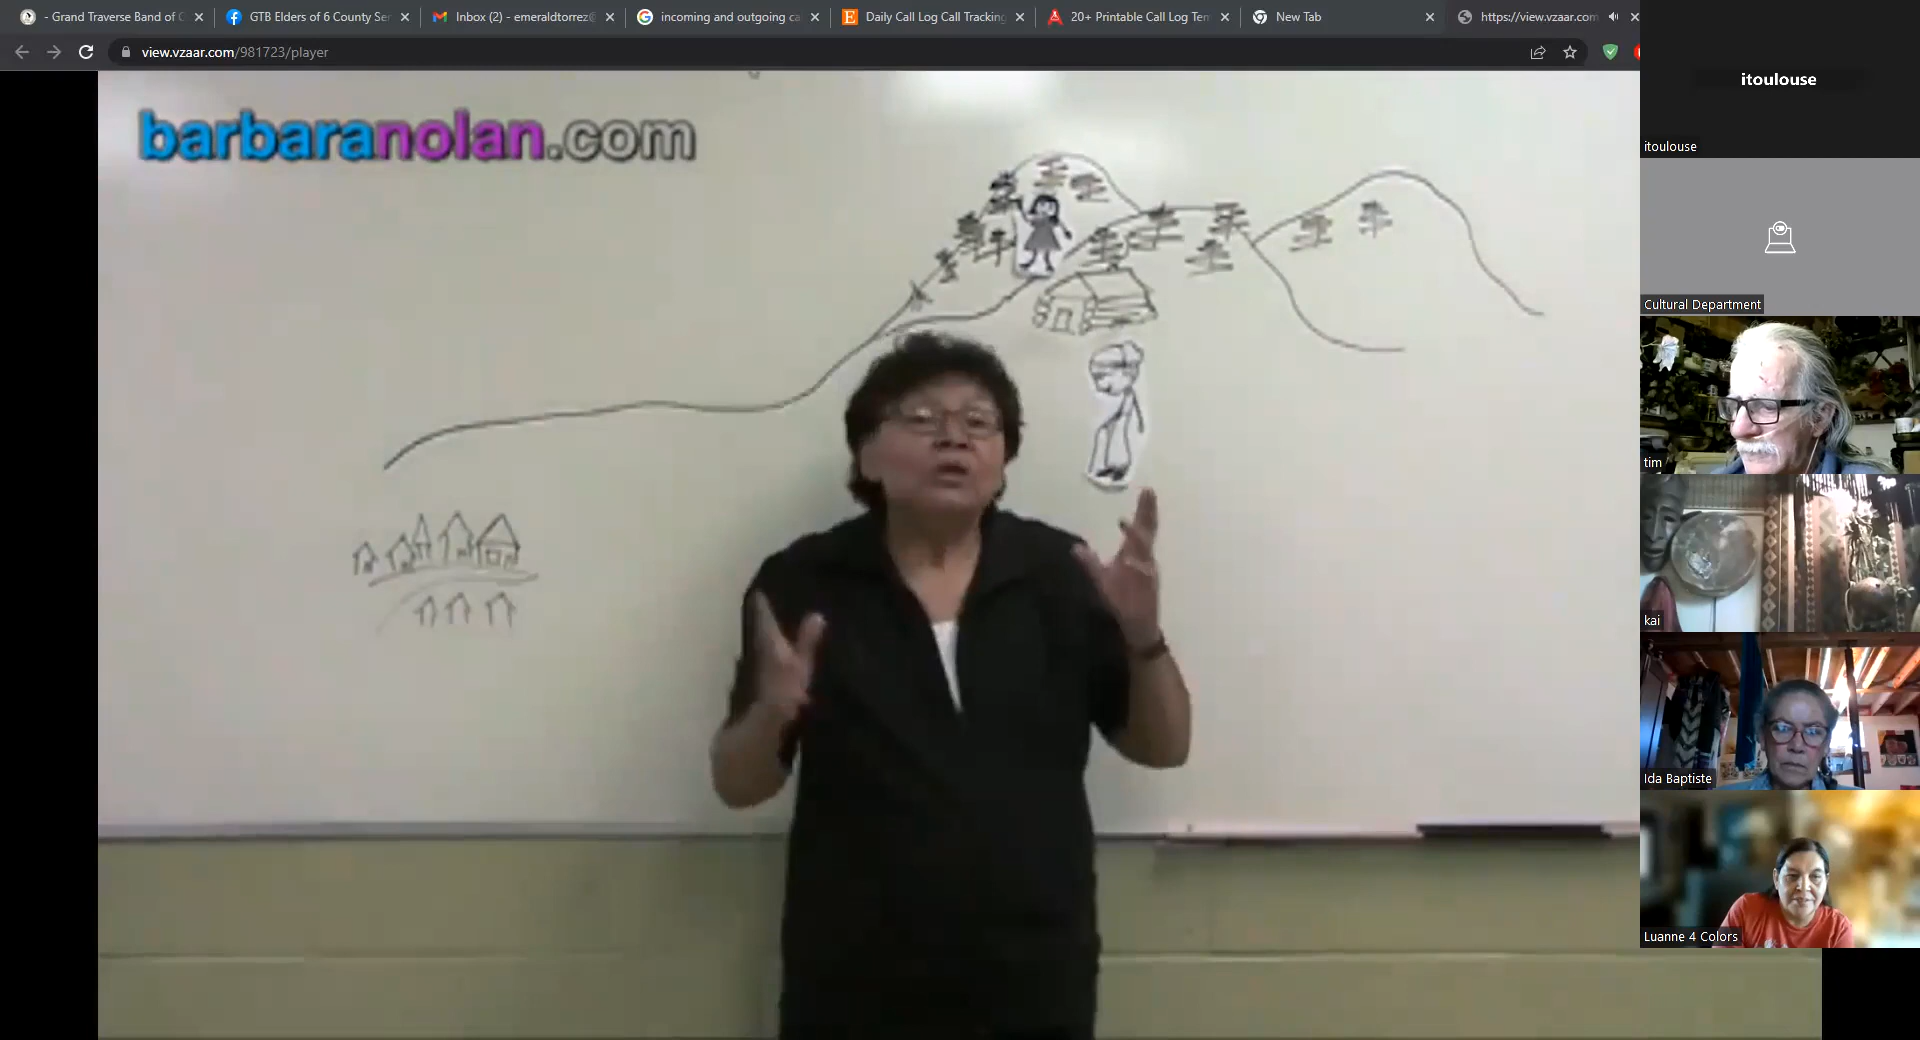 - Grand Traverse Band of O
GTB Elders of 6 County Ser
Inbox (2) - emeraldtorrez@
incoming and outgoing ca
Daily Call Log Call Tracking
20+ Printable Call Log Tem
New Tab
https://view.vzaar.com
view.vzaar.com/981723/player
barbaranolan.com
itoulouse
itoulouse
Cultural Department
tim
kai
Ida Baptiste
Luanne 4 Colors